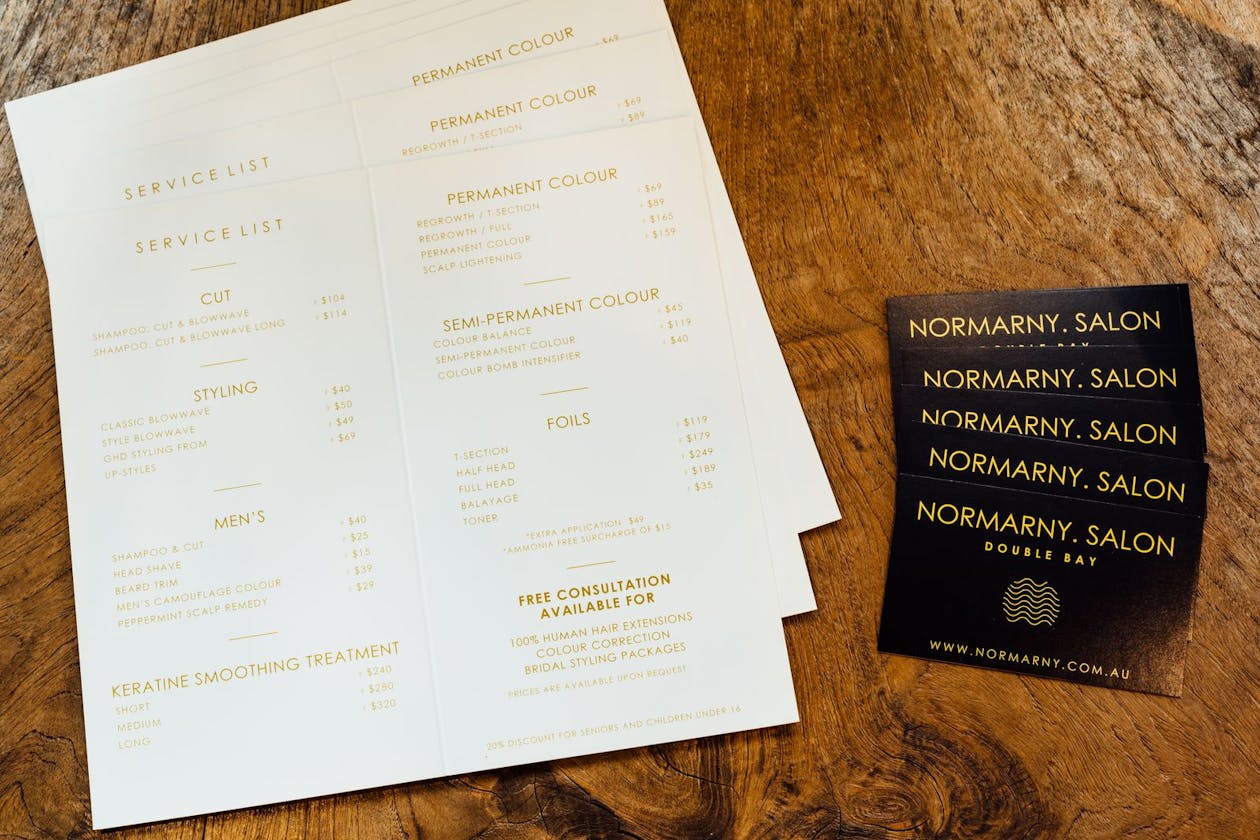 PERMANENT COLOUR
$69
PERMANENT COLOUR
REGROWTH / T-SECTION $69
$89
SERVICE LIST
SERVICE LIST
CUT
SHAMPOO, CUT & BLOWWAVE $104
SHAMPOO, CUT & BLOWWAVE LONG $114
STYLING
CLASSIC BLOWWAVE $40
STYLE BLOWWAVE $50
GHD STYLING FROM $49
UP-STYLES $69
MEN'S
SHAMPOO & CUT $40
HEAD SHAVE $25
BEARD TRIM $15
MEN'S CAMOUFLAGE COLOUR $39
PEPPERMINT SCALP REMEDY $29
KERATINE SMOOTHING TREATMENT
SHORT $240
MEDIUM $280
LONG $320
PERMANENT COLOUR
REGROWTH / T-SECTION $69
REGROWTH / FULL $89
PERMANENT COLOUR $165
SCALP LIGHTENING $159
SEMI-PERMANENT COLOUR
COLOUR BALANCE $45
SEMI-PERMANENT COLOUR $119
COLOUR BOMB INTENSIFIER $40
FOILS
T-SECTION $119
HALF HEAD $179
FULL HEAD $249
BALAYAGE $189
TONER $35
*EXTRA APPLICATION $49
*AMMONIA FREE SURCHARGE OF $15
FREE CONSULTATION
AVAILABLE FOR
100% HUMAN HAIR EXTENSIONS
COLOUR CORRECTION
BRIDAL STYLING PACKAGES
PRICES ARE AVAILABLE UPON REQUEST
20% DISCOUNT FOR SENIORS AND CHILDREN UNDER 16
NORMARNY. SALON
DOUBLE BAY
NORMARNY. SALON
NORMARNY. SALON
NORMARNY. SALON
NORMARNY. SALON
DOUBLE BAY
WWW.NORMARNY.COM.AU